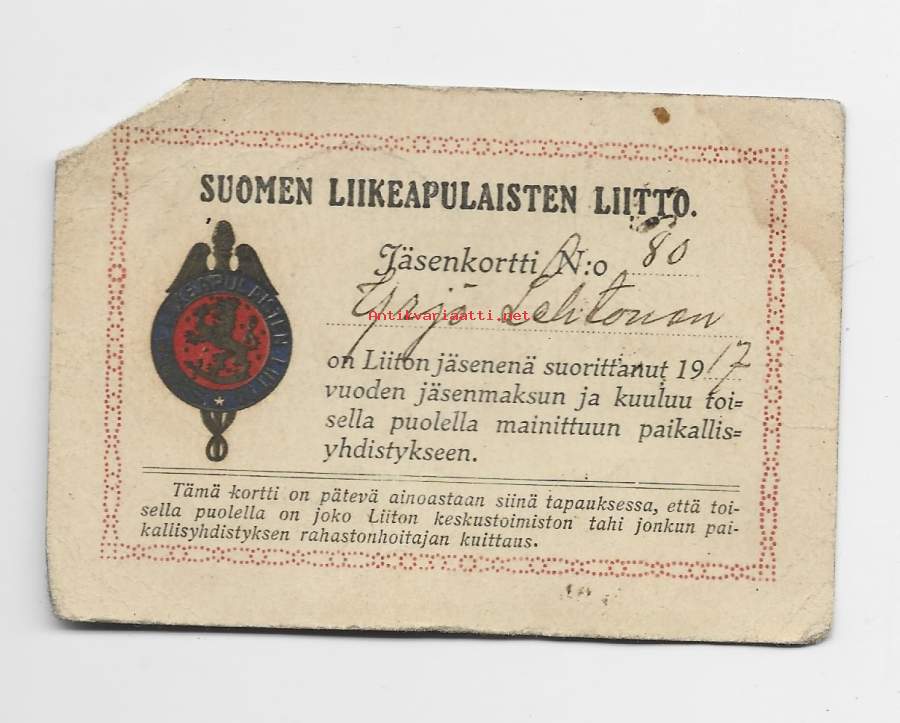 SUOMEN LIIKEAPULAISTEN LIITTO.
Jäsenkortti N:o 80
Yrjö Lehtonen
Antikvariaatti.net
on Liiton jäsenenä suorittanut 1917
vuoden jäsenmaksun ja kuuluu toi=
sella puolella mainittuun paikallis=
yhdistykseen.
Tämä kortti on pätevä ainoastaan siinä tapauksessa, että toi-
sella puolella on joko Liiton keskustoimiston tahi jonkun pai-
kallisyhdistyksen rahastonhoitajan kuittaus.